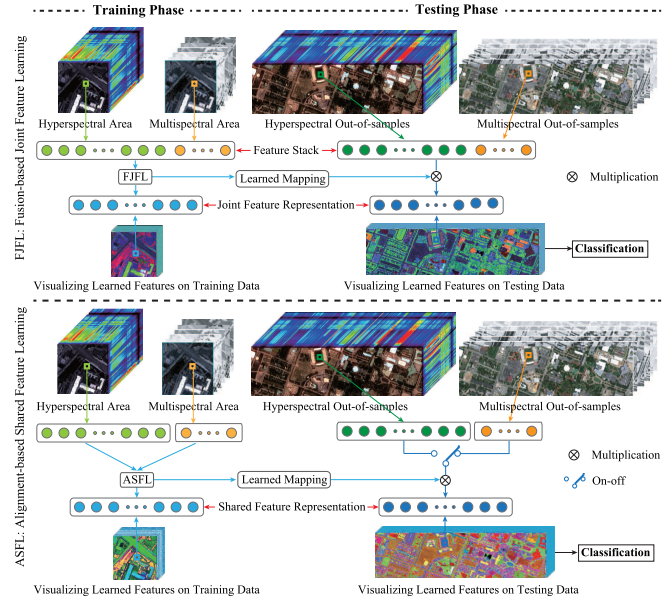 Training Phase
Testing Phase
FJFL: Fusion-based Joint Feature Learning
Hyperspectral Area
Multispectral Area
Hyperspectral Out-of-samples
Multispectral Out-of-samples
Feature Stack
FJFL
Learned Mapping
Multiplication
Joint Feature Representation
Classification
Visualizing Learned Features on Training Data
Visualizing Learned Features on Testing Data
ASFL: Alignment-based Shared Feature Learning
Hyperspectral Area
Multispectral Area
Hyperspectral Out-of-samples
Multispectral Out-of-samples
Multiplication
ASFL
Learned Mapping
On-off
Shared Feature Representation
Classification
Visualizing Learned Features on Training Data
Visualizing Learned Features on Testing Data